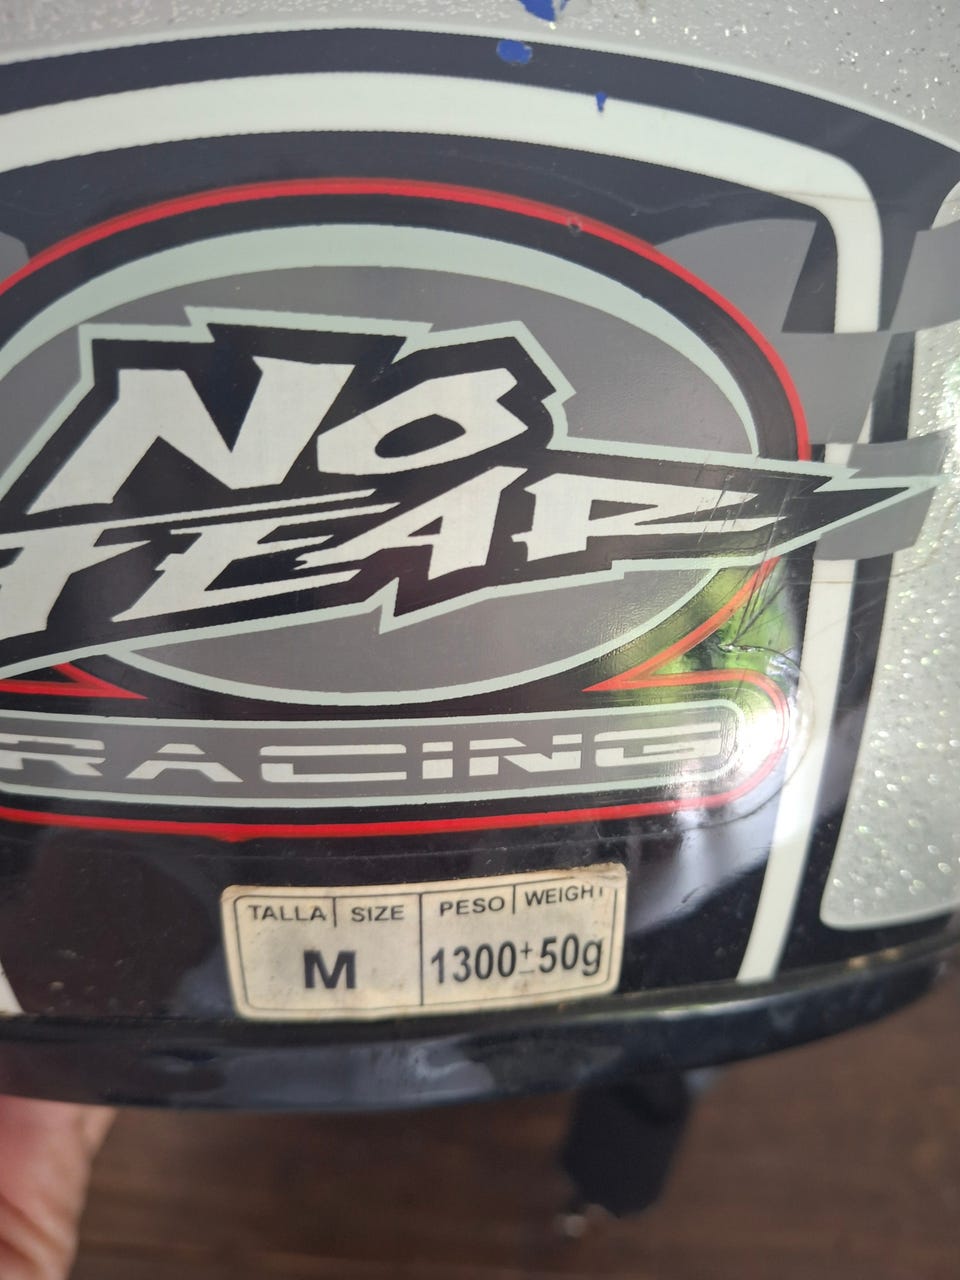 NO
FEAR
RACING
TALLA SIZE PESO WEIGHT
M 1300±50g